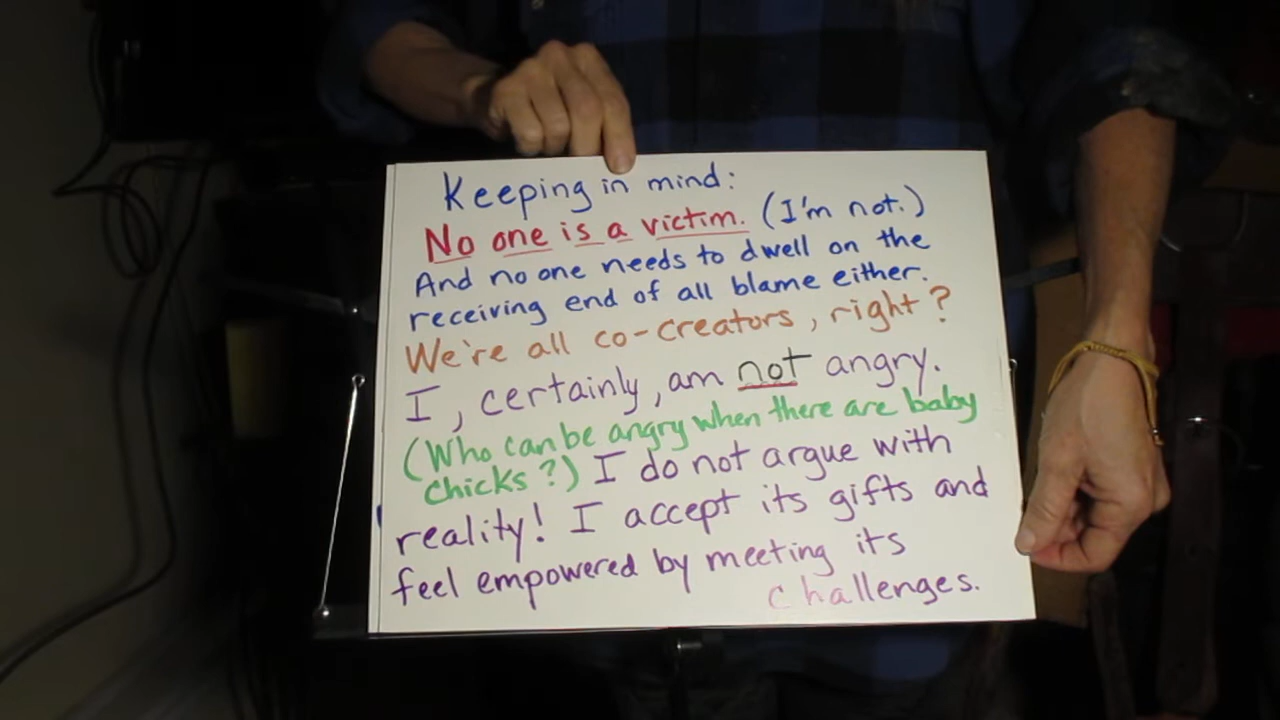 Keeping in mind:
No one is a victim. (I'm not.)
And no one needs to dwell on the
receiving end of all blame either.
We're all co-creators, right?
I, certainly, am not angry.
(Who can be angry when there are baby
chicks?) I do not argue with
reality! I accept its gifts and
feel empowered by meeting its
challenges.